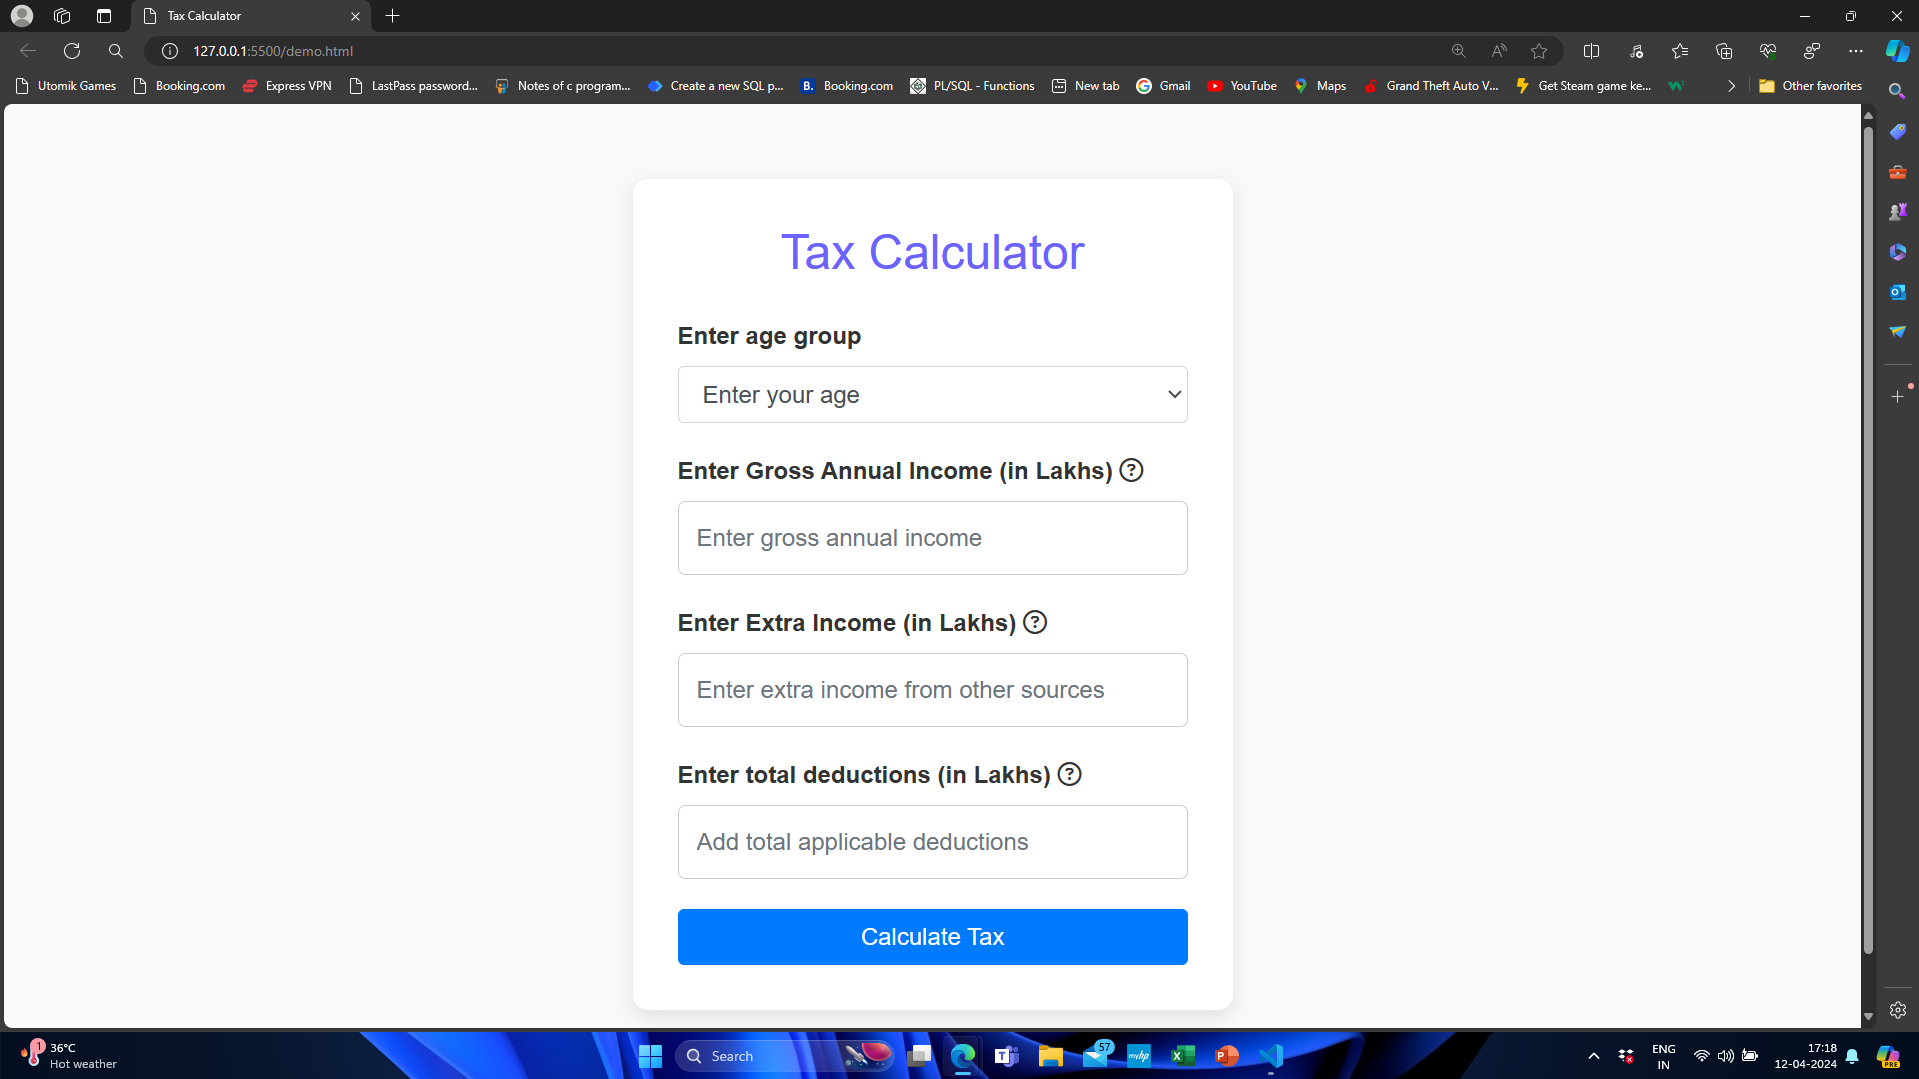 Tax Calculator
127.0.0.1:5500/demo.html
Utomik Games
Booking.com
Express VPN
LastPass password...
Notes of c program...
Create a new SQL p...
B.
Booking.com
PL/SQL - Functions
New tab
Gmail
YouTube
Maps
Grand Theft Auto V...
Get Steam game ke...
Other favorites
Tax Calculator
Enter age group
Enter your age
Enter Gross Annual Income (in Lakhs) ?
Enter gross annual income
Enter Extra Income (in Lakhs) ?
Enter extra income from other sources
Enter total deductions (in Lakhs) ?
Add total applicable deductions
Calculate Tax
1
36°C
Hot weather
Search
57
myhp
ENG
IN
17:18
12-04-2024
PRE